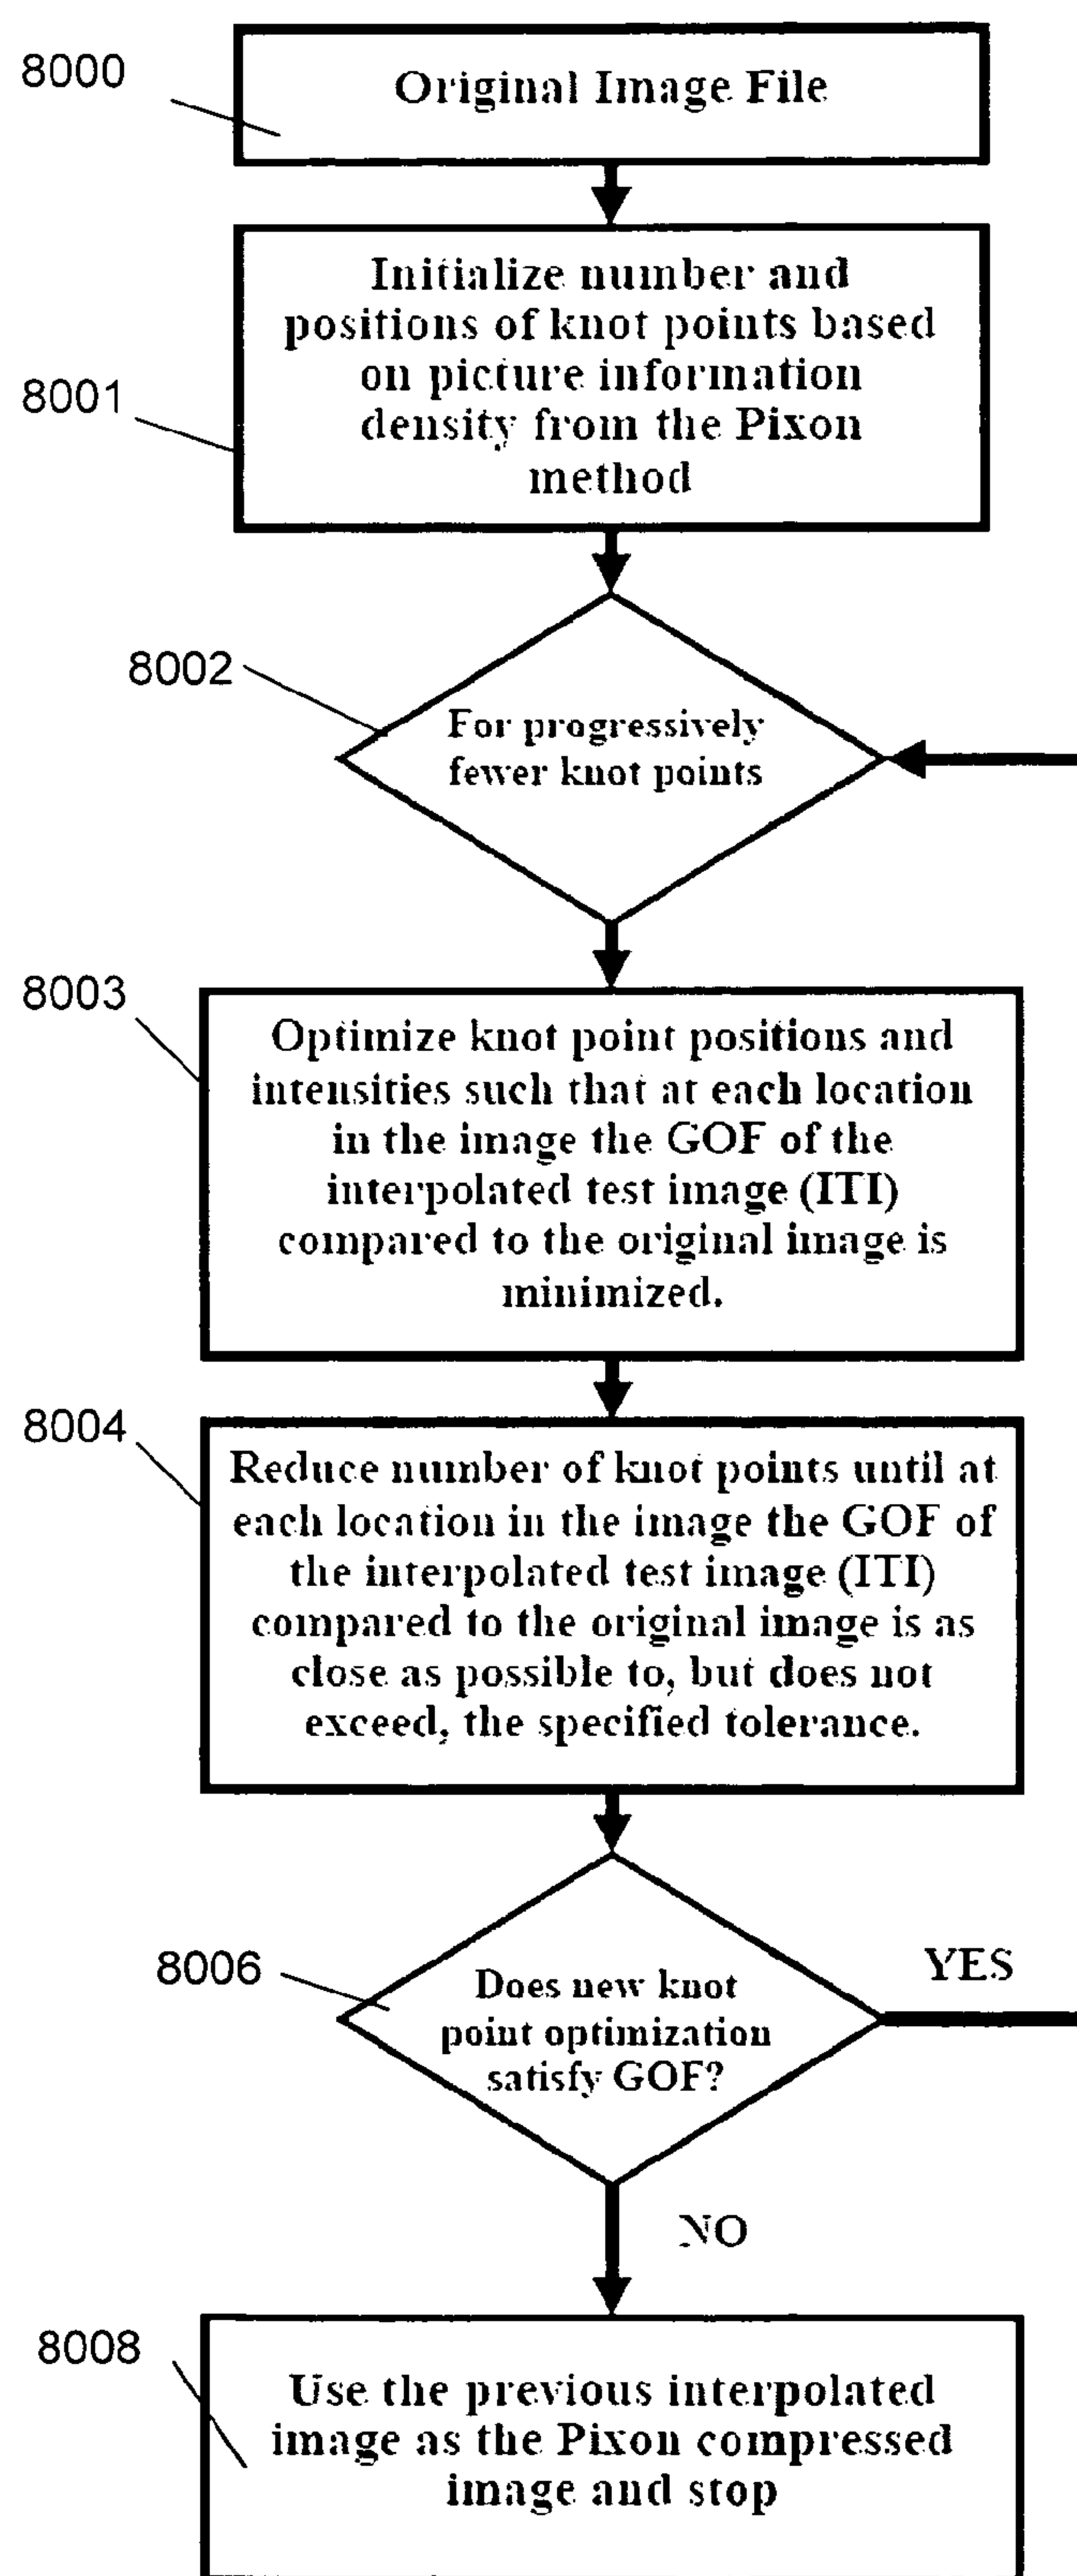 8000
Original Image File
8001
Initialize number and
positions of knot points based
on picture information
density from the Pixon
method
8002
For progressively
fewer knot points
8003
Optimize knot point positions and
intensities such that at each location
in the image the GOF of the
interpolated test image (ITI)
compared to the original image is
minimized.
8004
Reduce number of knot points until at
each location in the image the GOF of
the interpolated test image (ITI)
compared to the original image is as
close as possible to, but does not
exceed, the specified tolerance.
8006
Does new knot
point optimization
satisfy GOF?
YES
NO
8008
Use the previous interpolated
image as the Pixon compressed
image and stop